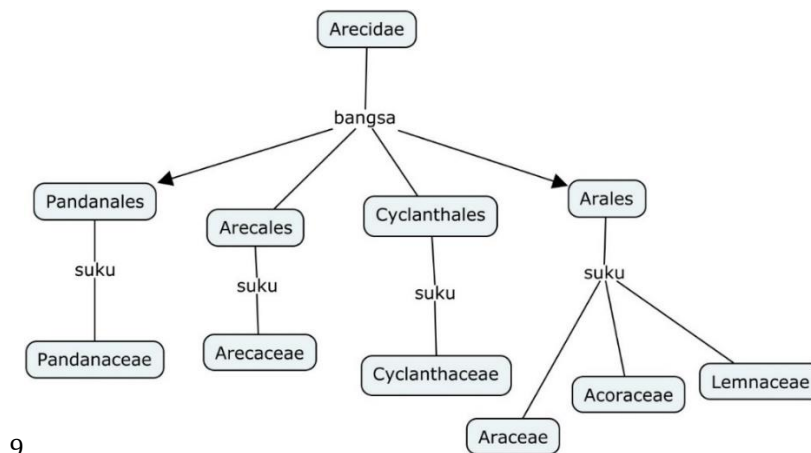 Arecidae
bangsa
Pandanales
Arecales
Cyclanthales
Arales
suku
suku
suku
suku
Pandanaceae
Arecaceae
Cyclanthaceae
Araceae
Acoraceae
Lemnaceae
9